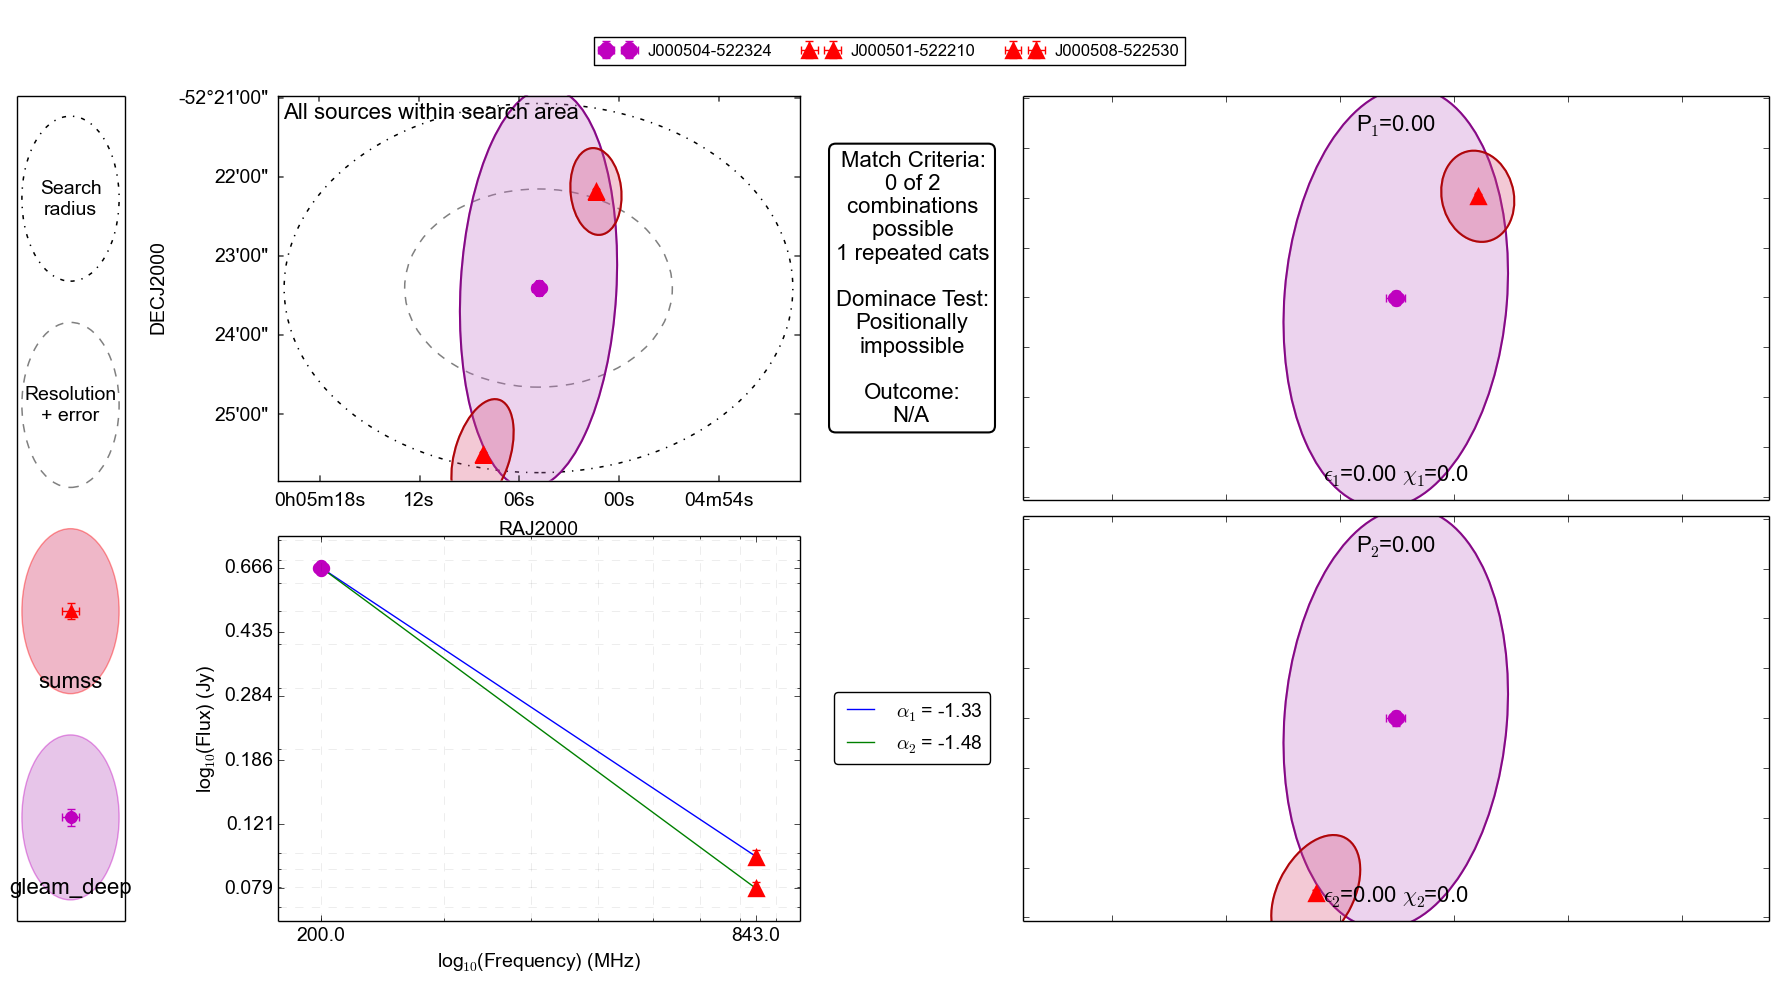 J000504-522324 J000501-522210 J000508-522530
Search
radius
Resolution
+ error
sumss
gleam_deep
All sources within search area
-52°21'00"
22'00"
23'00"
24'00"
25'00"
DECJ2000
0h05m18s 12s 06s 00s 04m54s
RAJ2000
Match Criteria:
0 of 2
combinations
possible
1 repeated cats
Dominace Test:
Positionally
impossible
Outcome:
N/A
P₁=0.00
ϵ₁=0.00 χ₁=0.0
0.666
0.435
0.284
0.186
0.121
0.079
log₁₀(Flux) (Jy)
200.0 843.0
log₁₀(Frequency) (MHz)
α₁ = -1.33
α₂ = -1.48
P₂=0.00
ϵ₂=0.00 χ₂=0.0